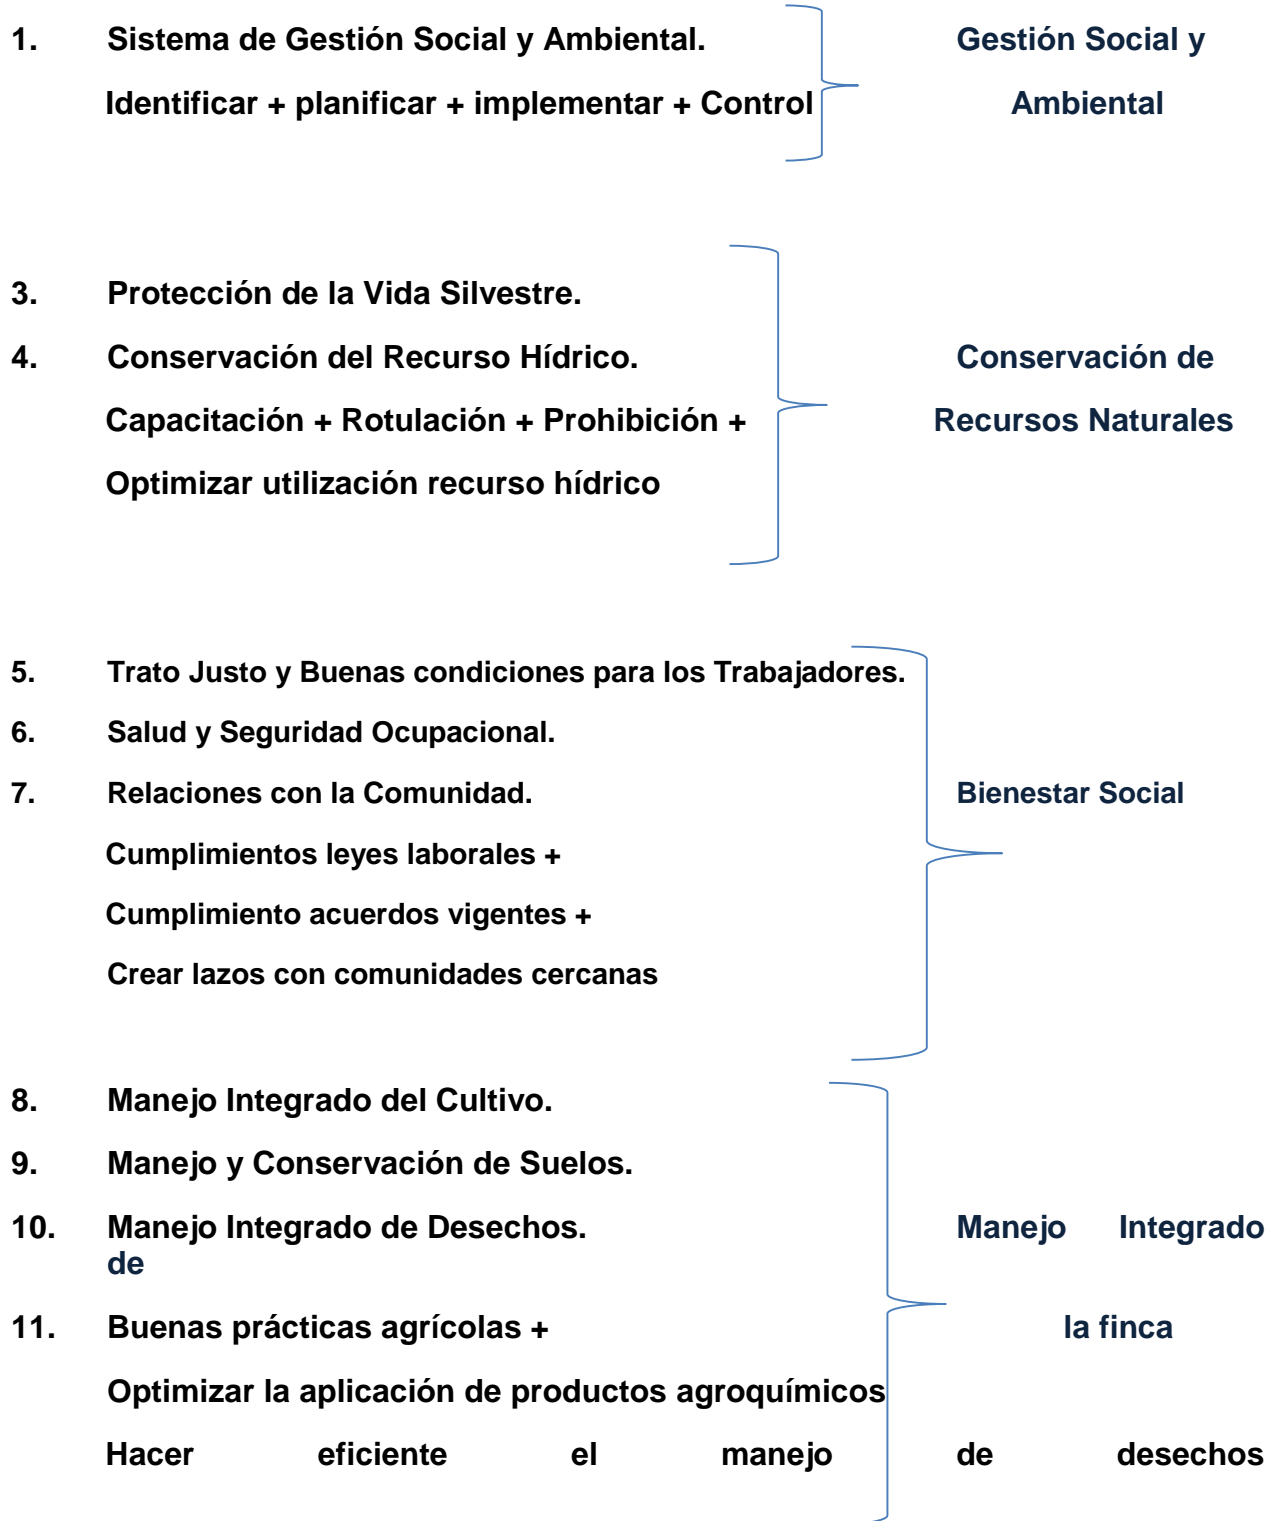 1. Sistema de Gestión Social y Ambiental. Gestión Social y
Identificar + planificar + implementar + Control Ambiental
3. Protección de la Vida Silvestre.
4. Conservación del Recurso Hídrico. Conservación de
Capacitación + Rotulación + Prohibición + Recursos Naturales
Optimizar utilización recurso hídrico
5. Trato Justo y Buenas condiciones para los Trabajadores.
6. Salud y Seguridad Ocupacional.
7. Relaciones con la Comunidad. Bienestar Social
Cumplimientos leyes laborales +
Cumplimiento acuerdos vigentes +
Crear lazos con comunidades cercanas
8. Manejo Integrado del Cultivo.
9. Manejo y Conservación de Suelos.
10. Manejo Integrado de Desechos. Manejo Integrado
de
11. Buenas prácticas agrícolas + la finca
Optimizar la aplicación de productos agroquímicos
Hacer eficiente el manejo de desechos